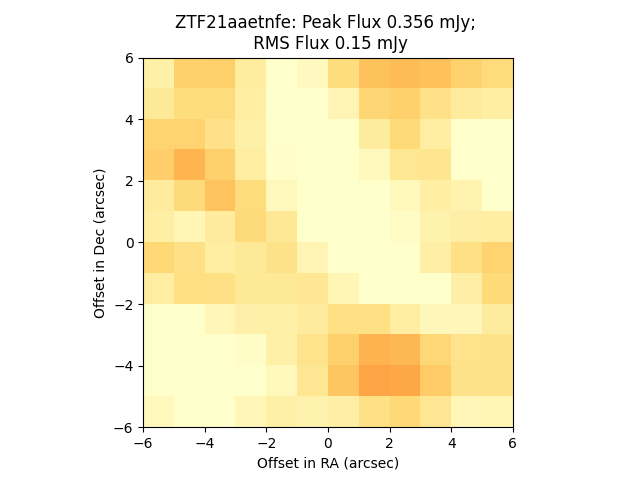 ZTF21aaetnfe: Peak Flux 0.356 mJy;
RMS Flux 0.15 mJy
6
4
2
0
−2
−4
−6
Offset in Dec (arcsec)
−6 −4 −2 0 2 4 6
Offset in RA (arcsec)